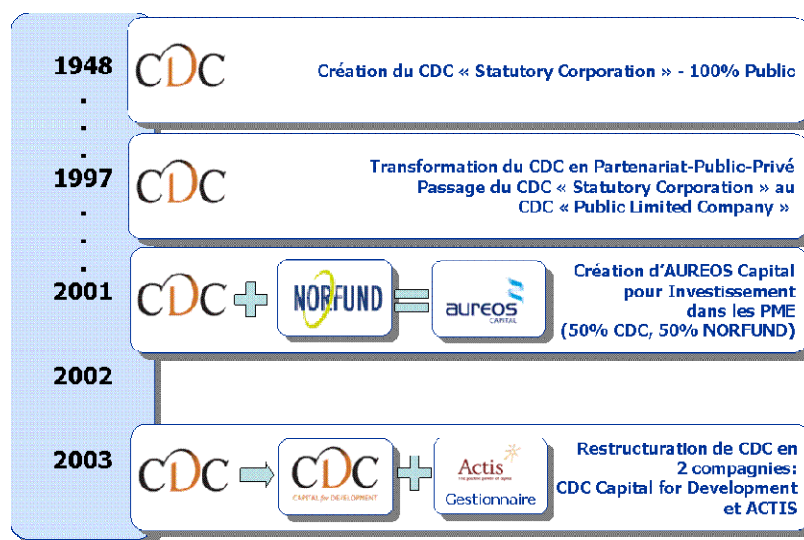 1948
CDC
Création du CDC « Statutory Corporation » - 100% Public
.
.
.
1997
CDC
Transformation du CDC en Partenariat-Public-Privé
Passage du CDC « Statutory Corporation » au
CDC « Public Limited Company »
.
.
.
2001
CDC + NORFUND = aureos
CAPITAL
Création d'AUREOS Capital
pour Investissement
dans les PME
(50% CDC, 50% NORFUND)
2002
2003
CDC
CDC
CAPITAL for DEVELOPMENT
+
Actis
Gestionnaire
Restructuration de CDC en
2 compagnies:
CDC Capital for Development
et ACTIS